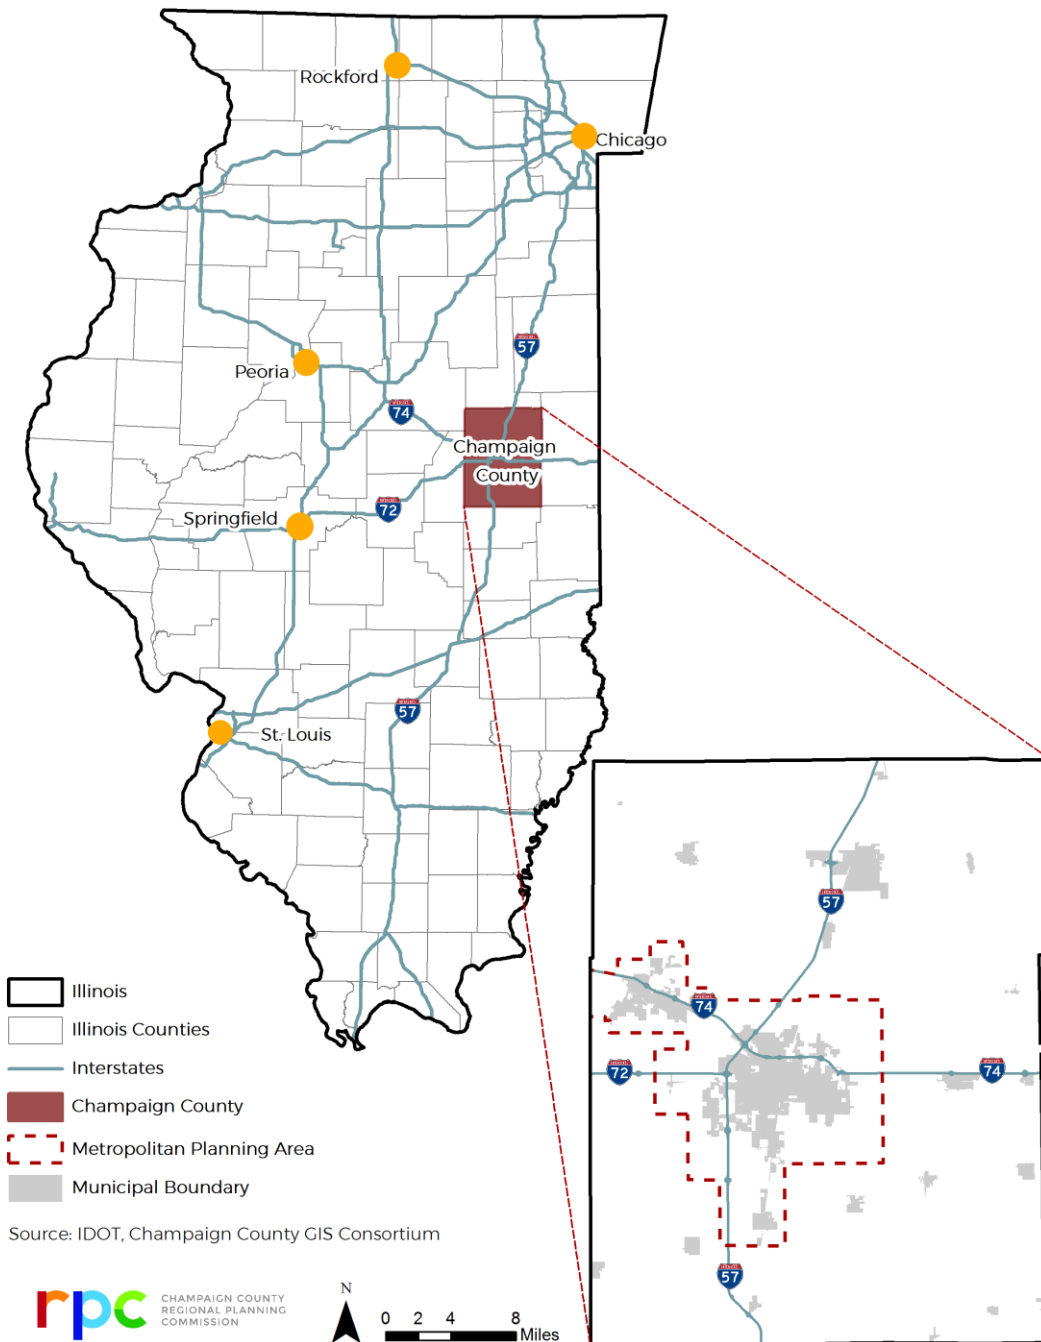 Rockford
Chicago
57
Peoria
74
Champaign
County
72
Springfield
57
St. Louis
57
74
72
74
57
Illinois
Illinois Counties
Interstates
Champaign County
Metropolitan Planning Area
Municipal Boundary
Source: IDOT, Champaign County GIS Consortium
rpc
CHAMPAIGN COUNTY
REGIONAL PLANNING
COMMISSION
N
0 2 4 8
Miles